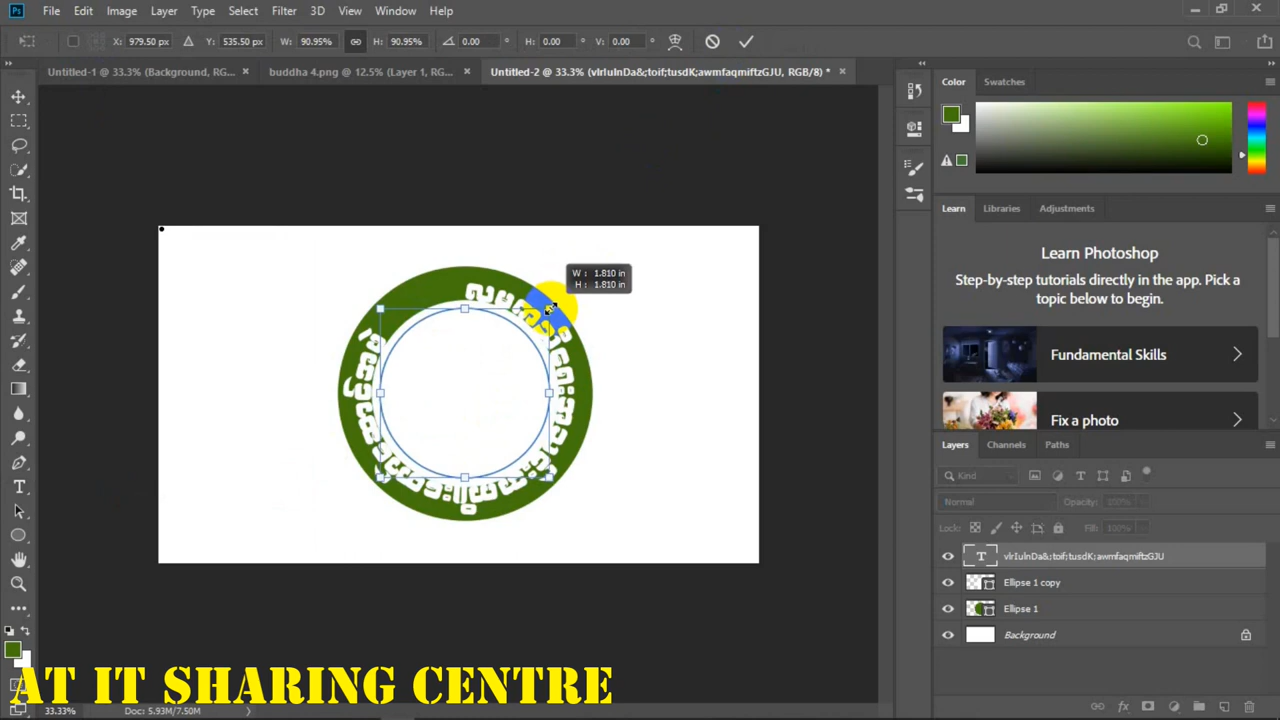 File Edit Image Layer Type Select Filter 3D View Window Help
X: 979.50 px Y: 535.50 px W: 90.95% H: 90.95% 0.00 ° H: 0.00 ° V: 0.00 °
Untitled-1 @ 33.3% (Background, RG... × buddha 4.png @ 12.5% (Layer 1, RG... × Untitled-2 @ 33.3% (vlrIulnDa&;toif;tusdK;awmfaqmiftzGJU, RGB/8) * ×
Color Swatches
Learn Libraries Adjustments
Learn Photoshop
Step-by-step tutorials directly in the app. Pick a
topic below to begin.
W : 1.810 in
H : 1.810 in
Fundamental Skills
Fix a photo
Layers Channels Paths
Kind
Normal Opacity: 100%
Lock: Fill: 100%
vlrIulnDa&;toif;tusdK;awmfaqmiftzGJU
Ellipse 1 copy
Ellipse 1
Background
AT IT SHARING CENTRE
33.33% Doc: 5.93M/7.50M